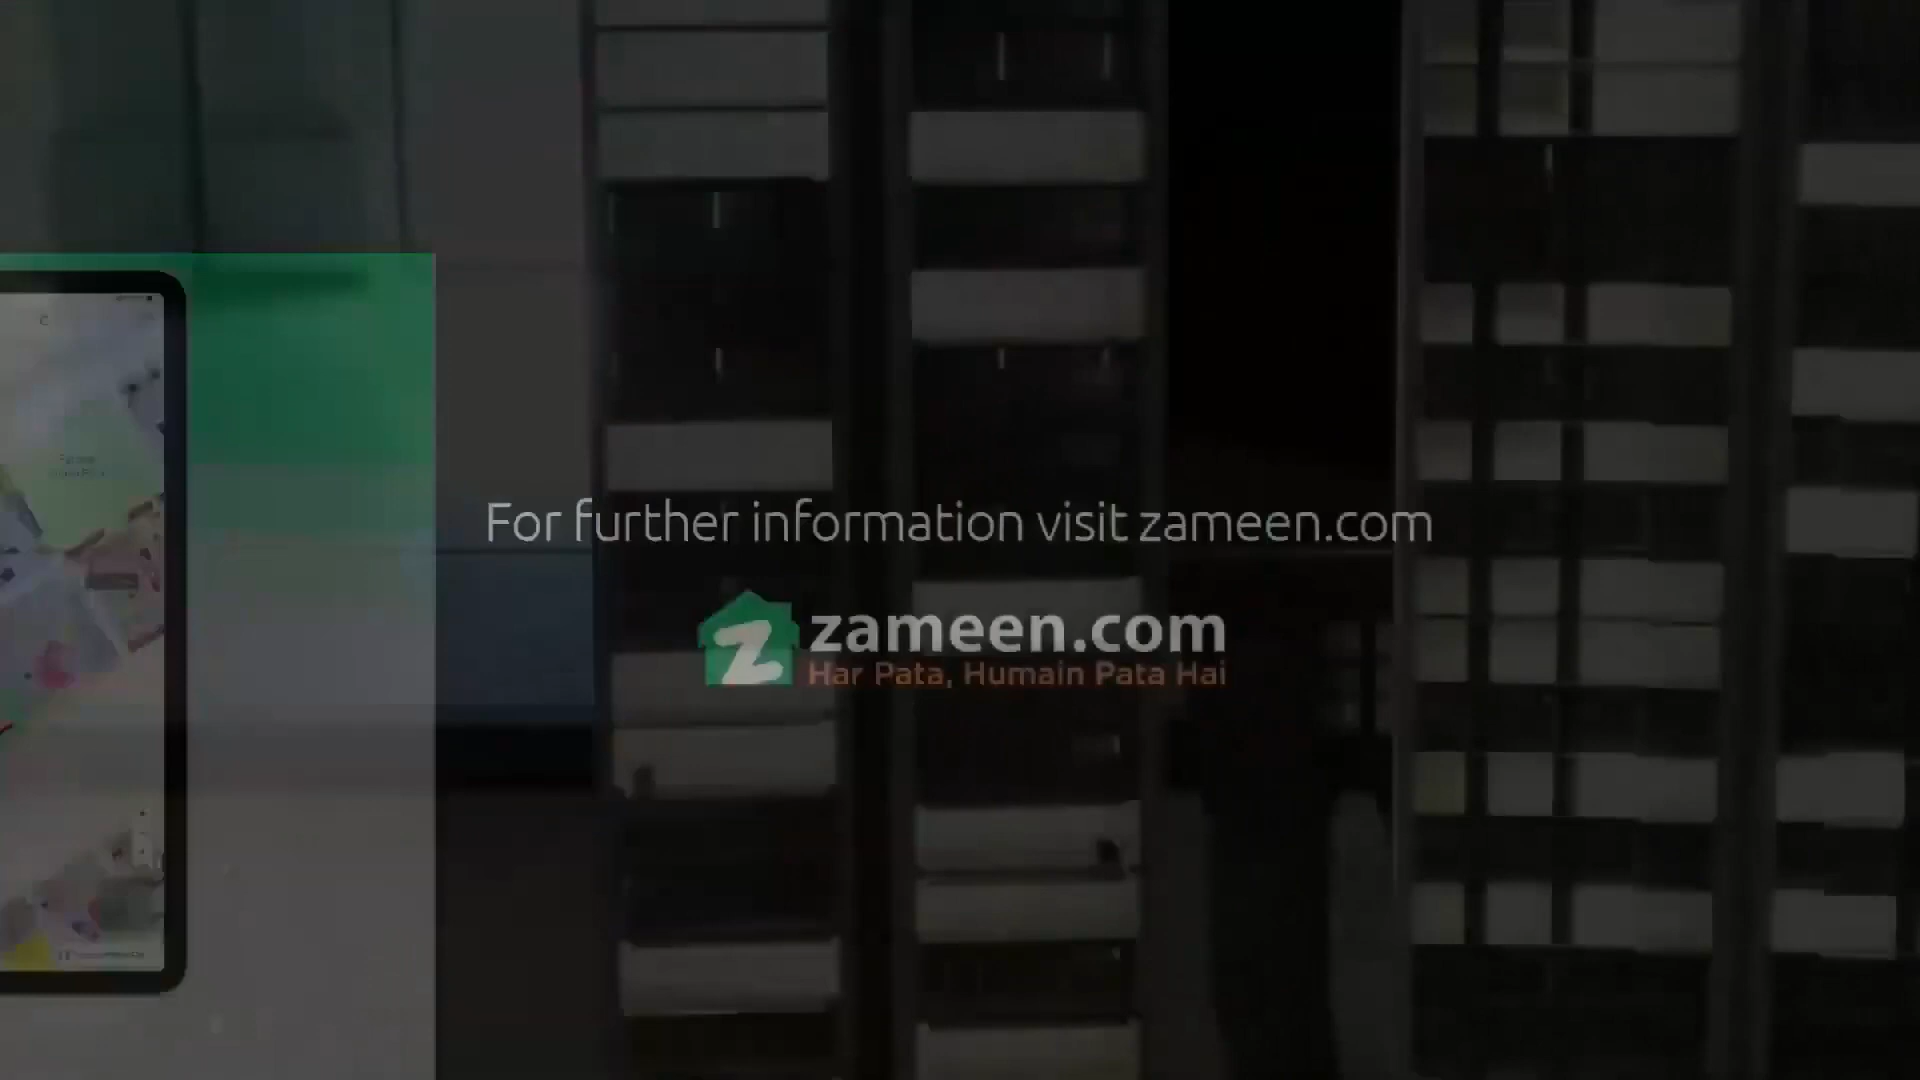 For further information visit zameen.com
zameen.com
Har Pata, Humain Pata Hai